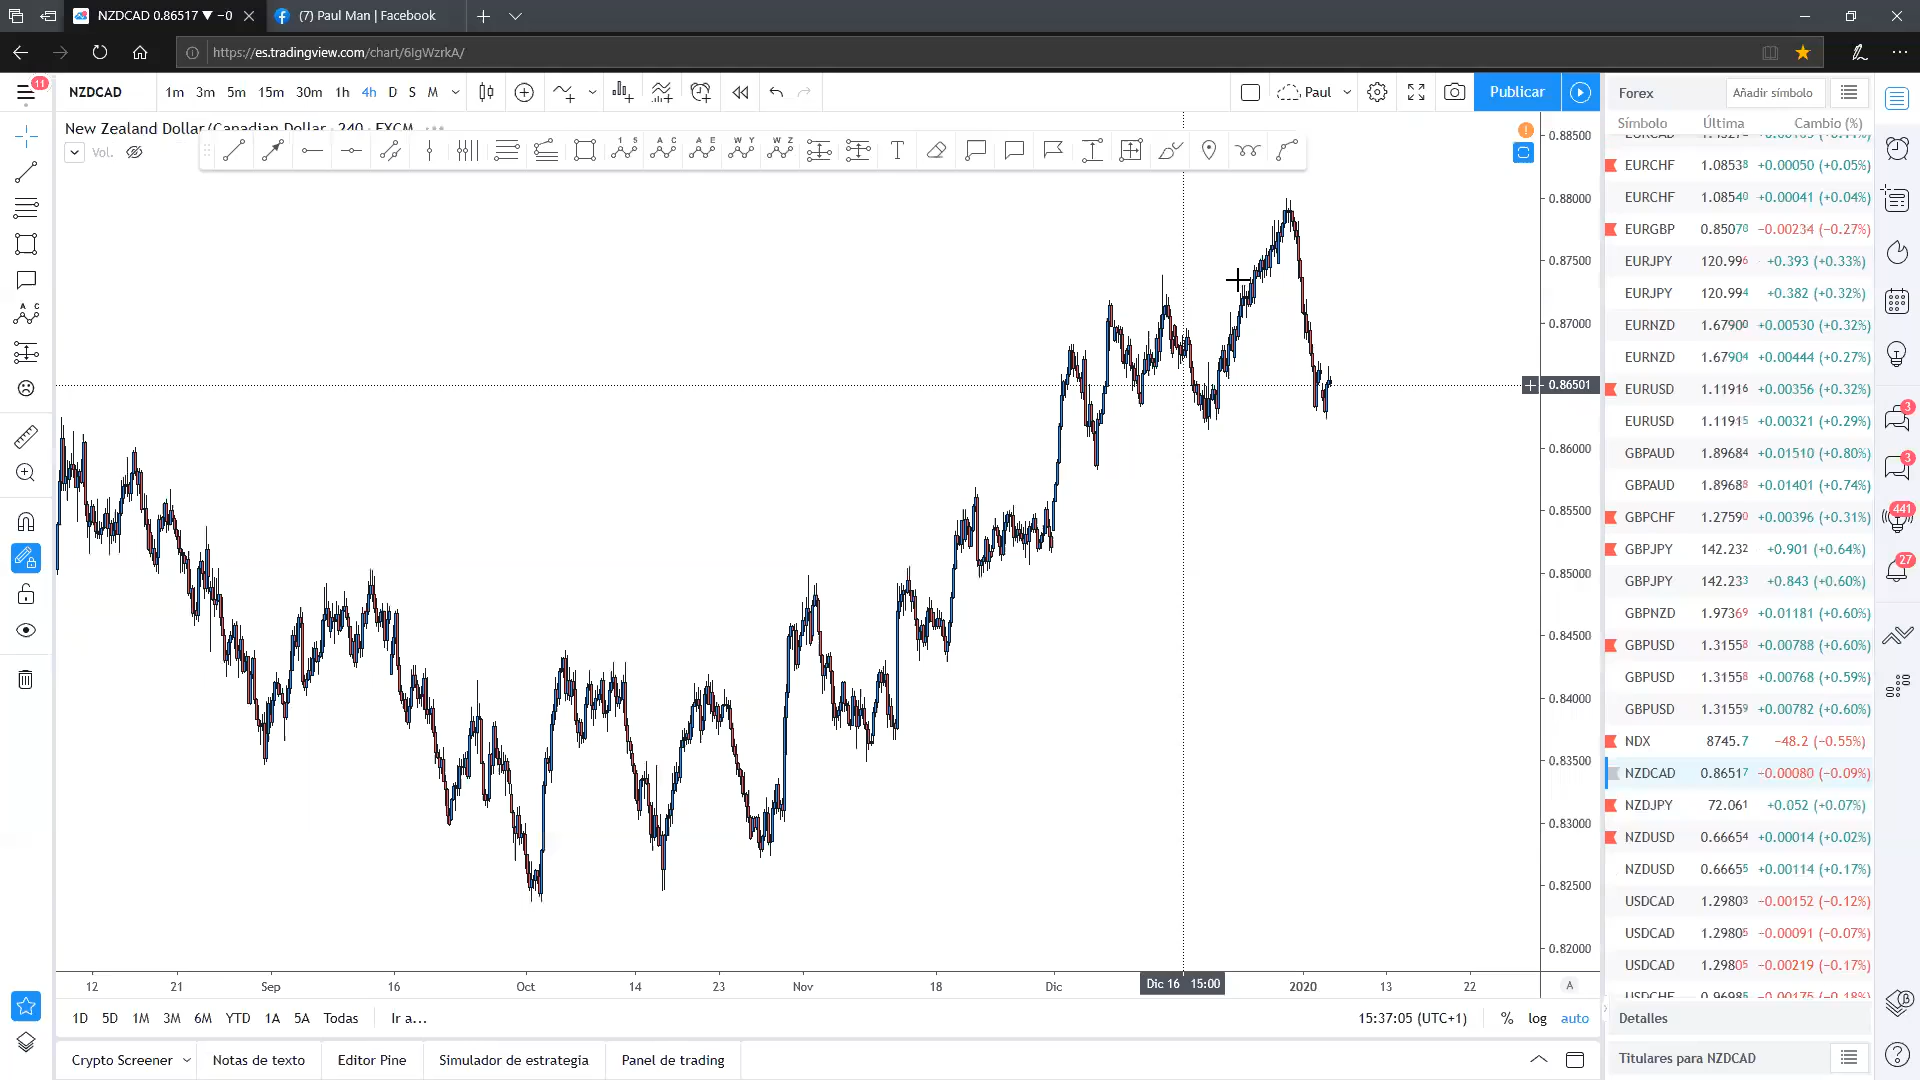 NZDCAD 0.86517 ▼ −0
(7) Paul Man | Facebook
https://es.tradingview.com/chart/6IgWzrkA/
11
NZDCAD 1m 3m 5m 15m 30m 1h 4h D S M
Paul
Publicar
New Zealand Dollar/Canadian Dollar · 240 · FXCM
Vol.
0.88500
0.88000
0.87500
0.87000
0.86501
0.86000
0.85500
0.85000
0.84500
0.84000
0.83500
0.83000
0.82500
0.82000
12 21 Sep 16 Oct 14 23 Nov 18 Dic Dic 16 15:00 2020 13 22
A
1D 5D 1M 3M 6M YTD 1A 5A Todas Ir a...
15:37:05 (UTC+1) % log auto
Crypto Screener Notas de texto Editor Pine Simulador de estrategia Panel de trading
Forex Añadir símbolo
Símbolo Última Cambio (%)
EURCHF 1.08538 +0.00050 (+0.05%)
EURCHF 1.08540 +0.00041 (+0.04%)
EURGBP 0.85070 −0.00234 (−0.27%)
EURJPY 120.996 +0.393 (+0.33%)
EURJPY 120.994 +0.382 (+0.32%)
EURNZD 1.67900 +0.00530 (+0.32%)
EURNZD 1.67904 +0.00444 (+0.27%)
EURUSD 1.11916 +0.00356 (+0.32%)
EURUSD 1.11915 +0.00321 (+0.29%)
GBPAUD 1.89684 +0.01510 (+0.80%)
GBPAUD 1.89688 +0.01401 (+0.74%)
GBPCHF 1.27590 +0.00396 (+0.31%)
GBPJPY 142.232 +0.901 (+0.64%)
GBPJPY 142.233 +0.843 (+0.60%)
GBPNZD 1.97369 +0.01181 (+0.60%)
GBPUSD 1.31558 +0.00788 (+0.60%)
GBPUSD 1.31558 +0.00768 (+0.59%)
GBPUSD 1.31559 +0.00782 (+0.60%)
NDX 8745.7 −48.2 (−0.55%)
NZDCAD 0.86517 −0.00080 (−0.09%)
NZDJPY 72.061 +0.052 (+0.07%)
NZDUSD 0.66654 +0.00014 (+0.02%)
NZDUSD 0.66655 +0.00114 (+0.17%)
USDCAD 1.29803 −0.00152 (−0.12%)
USDCAD 1.29805 −0.00091 (−0.07%)
USDCAD 1.29805 −0.00219 (−0.17%)
USDCHF 0.96985 −0.00175 (−0.18%)
Detalles
Titulares para NZDCAD
3
3
441
27